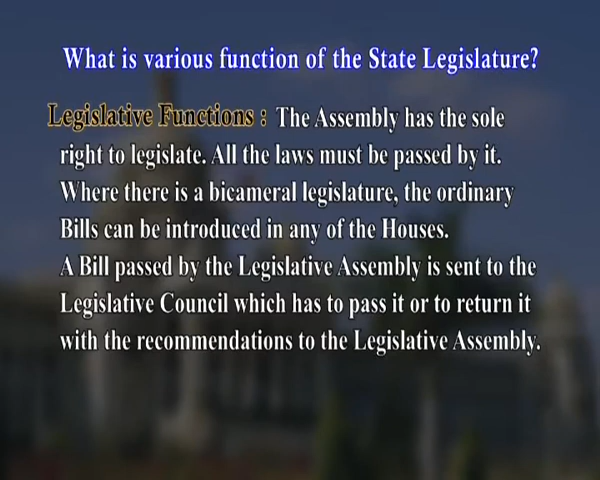 What is various function of the State Legislature?
Legislative Functions : The Assembly has the sole
right to legislate. All the laws must be passed by it.
Where there is a bicameral legislature, the ordinary
Bills can be introduced in any of the Houses.
A Bill passed by the Legislative Assembly is sent to the
Legislative Council which has to pass it or to return it
with the recommendations to the Legislative Assembly.